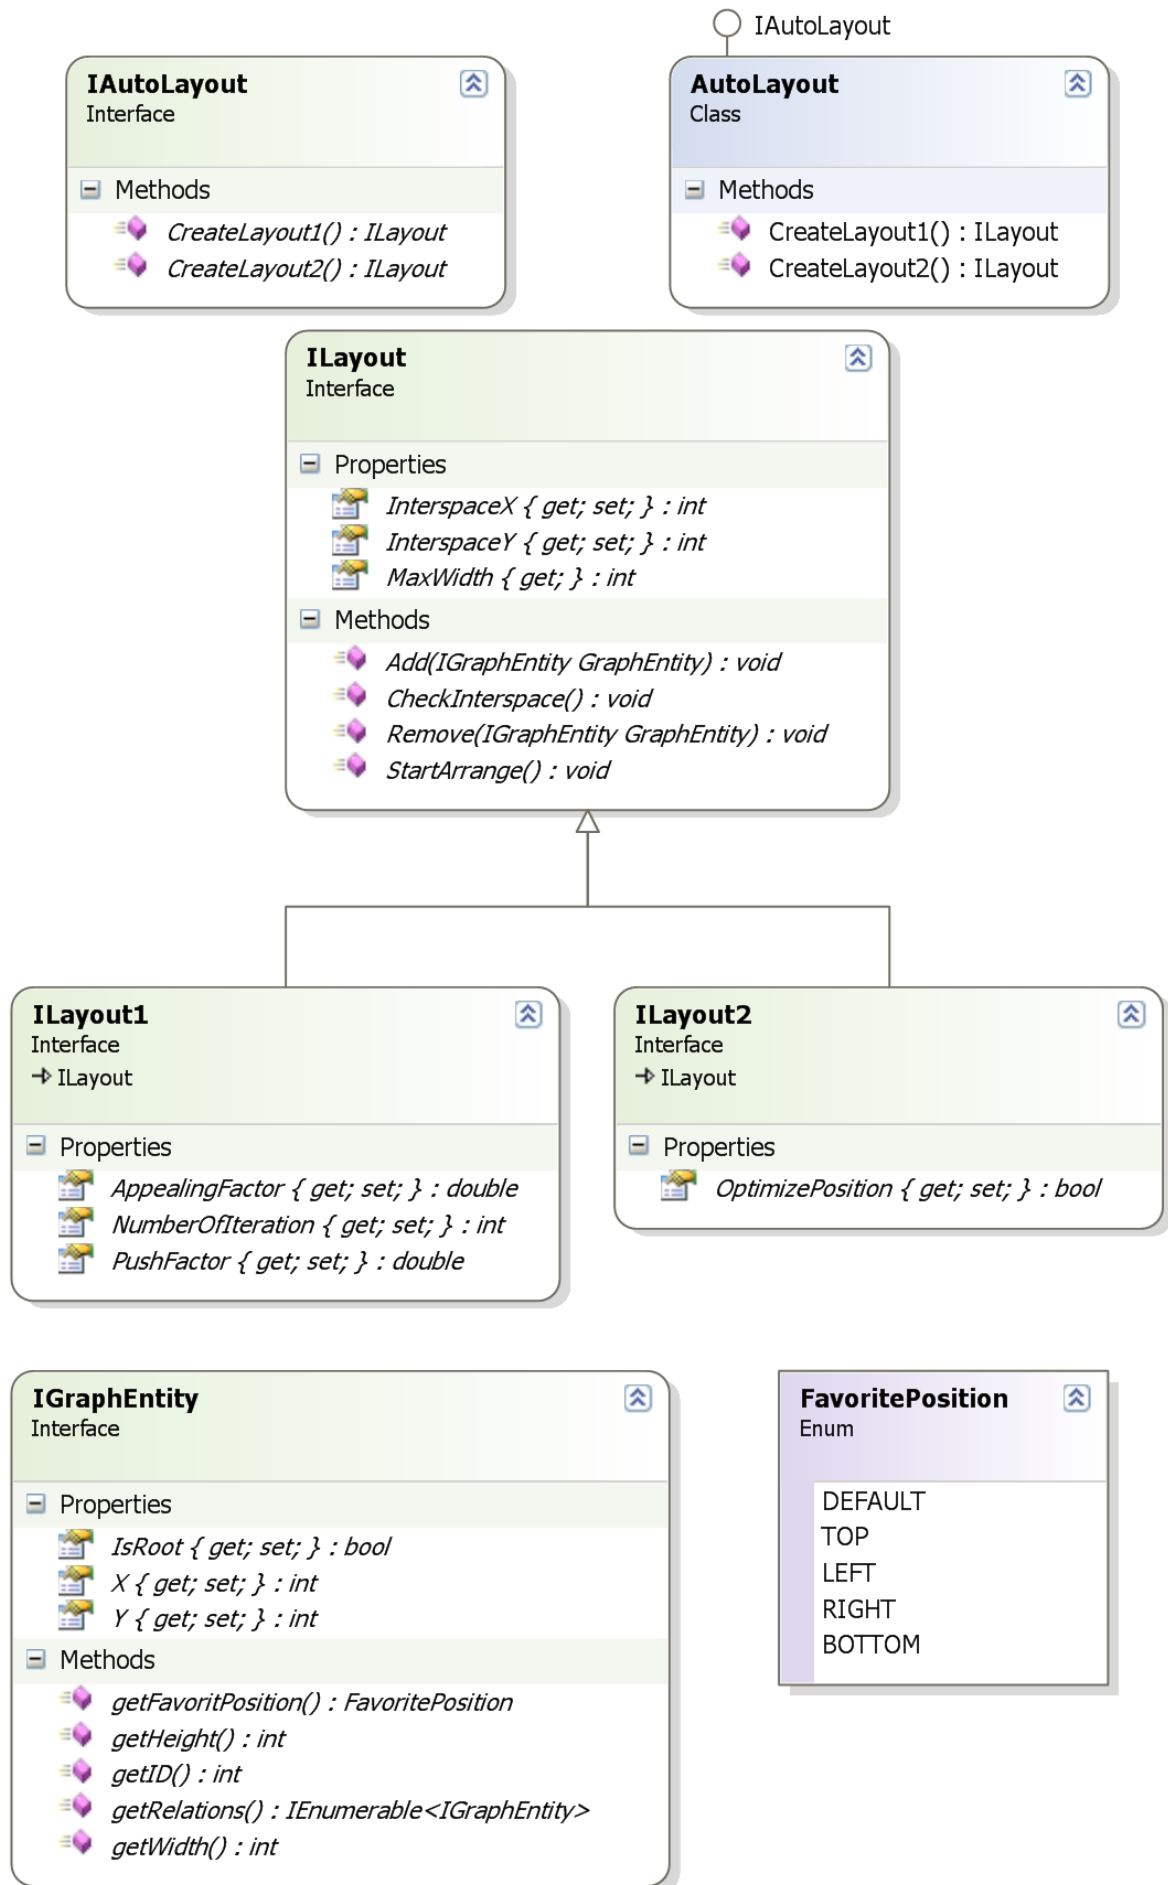 IAutoLayout
IAutoLayout
Interface
Methods
CreateLayout1() : ILayout
CreateLayout2() : ILayout
AutoLayout
Class
Methods
CreateLayout1() : ILayout
CreateLayout2() : ILayout
ILayout
Interface
Properties
InterspaceX { get; set; } : int
InterspaceY { get; set; } : int
MaxWidth { get; } : int
Methods
Add(IGraphEntity GraphEntity) : void
CheckInterspace() : void
Remove(IGraphEntity GraphEntity) : void
StartArrange() : void
ILayout1
Interface
ILayout
Properties
AppealingFactor { get; set; } : double
NumberOfIteration { get; set; } : int
PushFactor { get; set; } : double
ILayout2
Interface
ILayout
Properties
OptimizePosition { get; set; } : bool
IGraphEntity
Interface
Properties
IsRoot { get; set; } : bool
X { get; set; } : int
Y { get; set; } : int
Methods
getFavoritPosition() : FavoritePosition
getHeight() : int
getID() : int
getRelations() : IEnumerable<IGraphEntity>
getWidth() : int
FavoritePosition
Enum
DEFAULT
TOP
LEFT
RIGHT
BOTTOM